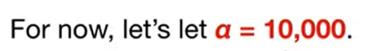 For now, let’s let a = 10,000.